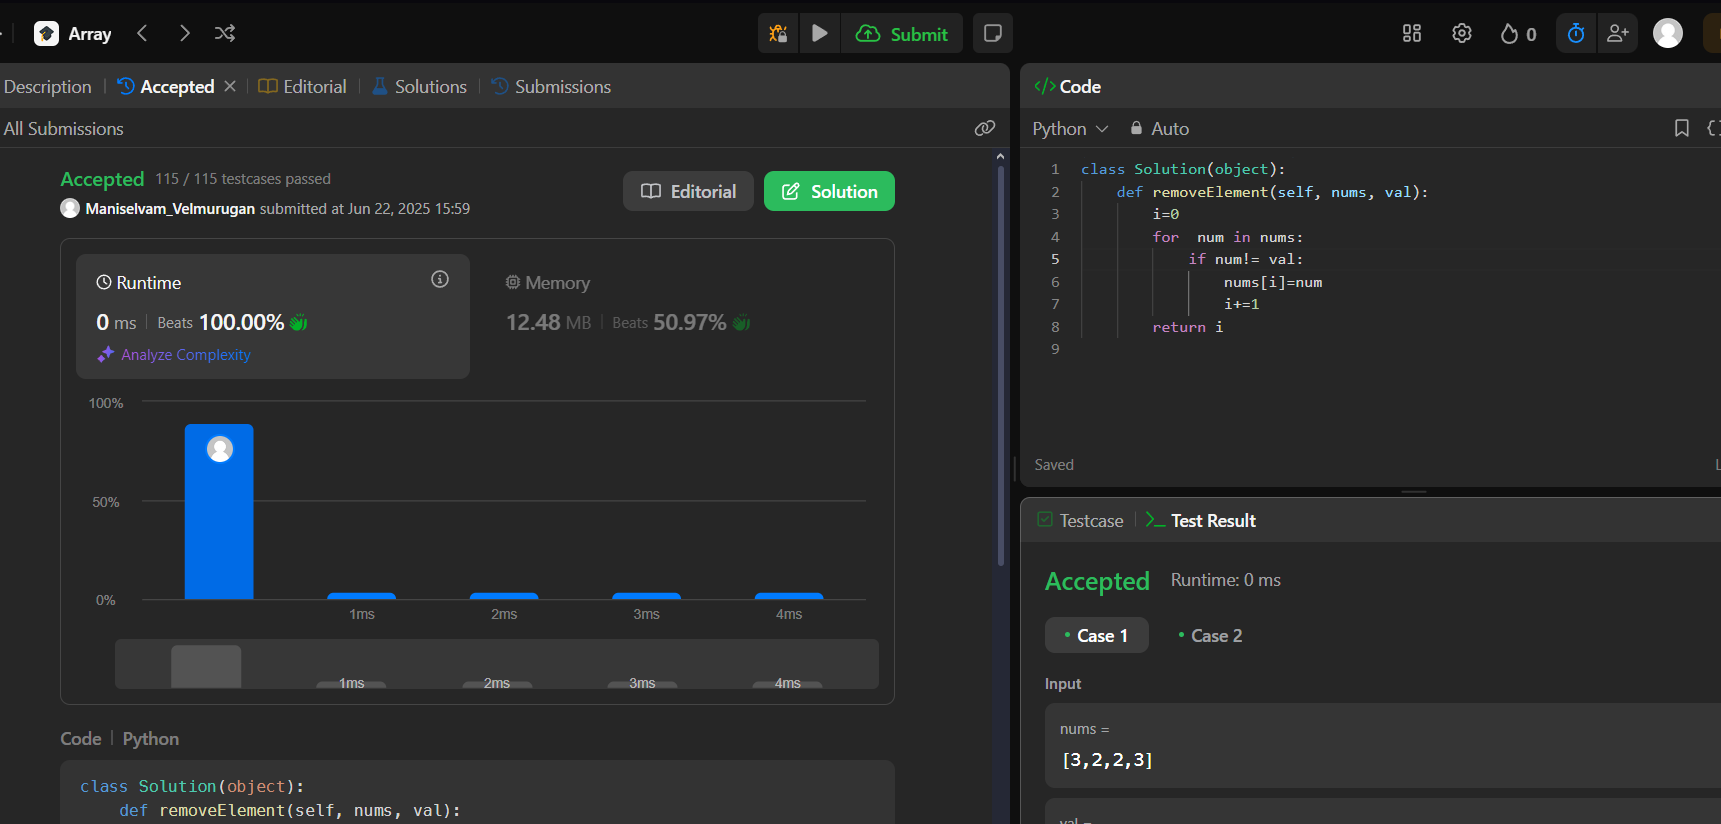 Array
Submit
0
Description
Accepted
Editorial
Solutions
Submissions
All Submissions
Accepted 115 / 115 testcases passed
Maniselvam_Velmurugan submitted at Jun 22, 2025 15:59
Editorial
Solution
Runtime
0 ms Beats 100.00%
Analyze Complexity
Memory
12.48 MB Beats 50.97%
100%
50%
0%
1ms
2ms
3ms
4ms
1ms
2ms
3ms
4ms
Code Python
class Solution(object):
def removeElement(self, nums, val):
</> Code
Python Auto
1 class Solution(object):
2 def removeElement(self, nums, val):
3 i=0
4 for  num in nums:
5 if num!= val:
6 nums[i]=num
7 i+=1
8 return i
9
Saved
Testcase
Test Result
Accepted Runtime: 0 ms
Case 1
Case 2
Input
nums =
[3,2,2,3]
val =